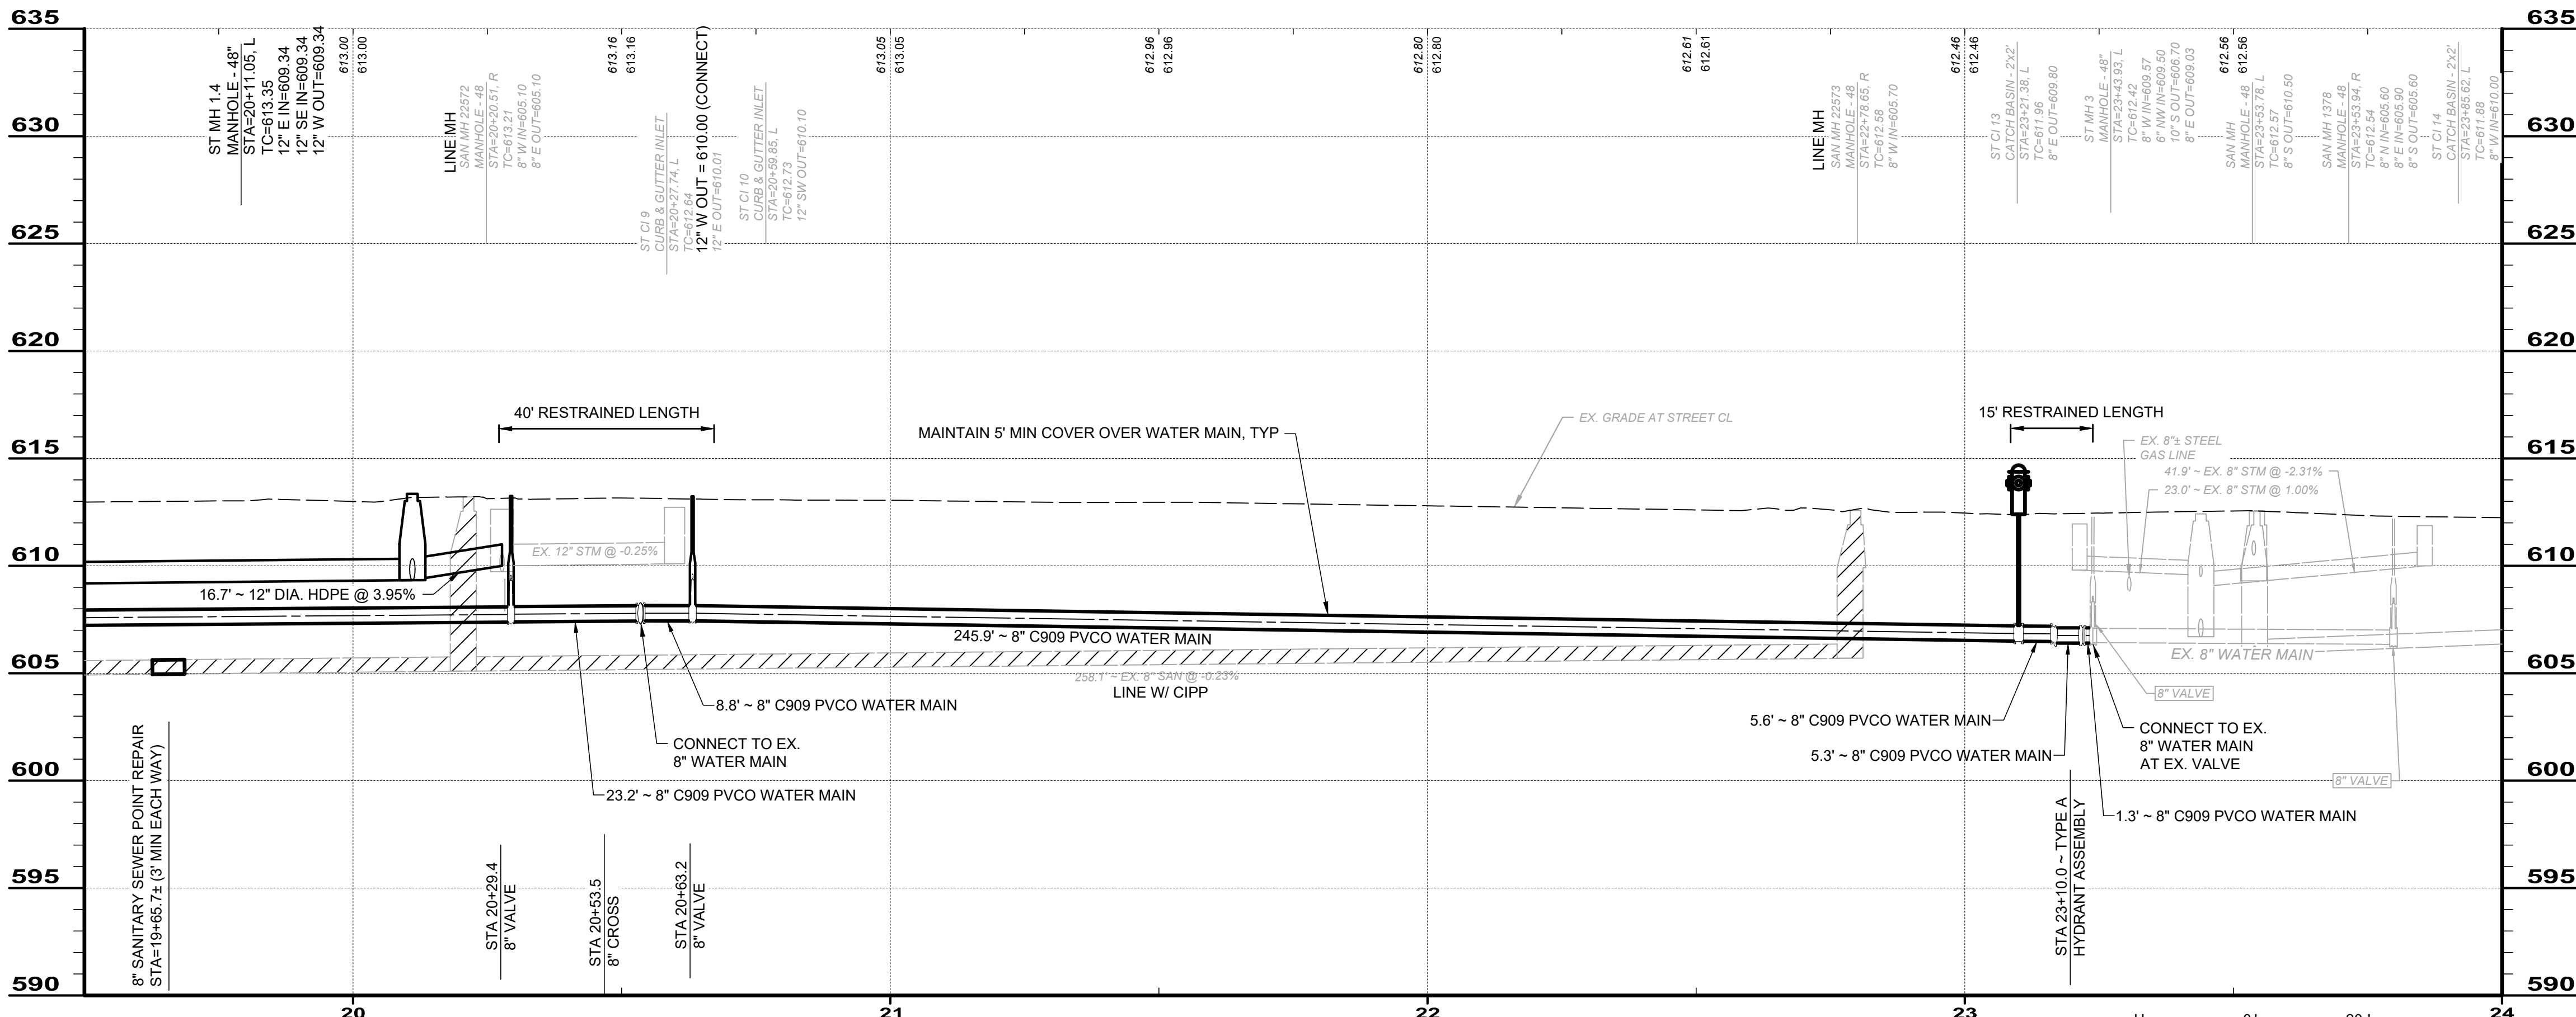 635
635
ST MH 1.4
MANHOLE - 48"
STA=20+11.05, L
TC=613.35
12" E IN=609.34
12" SE IN=609.34
12" W OUT=609.34
613.00
613.00
LINE MH
SAN MH 22572
MANHOLE - 48
STA=20+20.51, R
TC=613.21
8" W IN=605.10
8" E OUT=605.10
613.16
613.16
ST CI 9
CURB & GUTTER INLET
STA=20+27.74, L
TC=612.64
12" W OUT = 610.00 (CONNECT)
12" E OUT=610.01
ST CI 10
CURB & GUTTER INLET
STA=20+59.85, L
TC=612.73
12" SW OUT=610.10
613.05
613.05
612.96
612.96
612.80
612.80
612.61
612.61
LINE MH
SAN MH 22573
MANHOLE - 48
STA=22+78.65, R
TC=612.58
8" W IN=605.70
612.46
612.46
ST CI 13
CATCH BASIN - 2'x2'
STA=23+21.38, L
TC=611.96
8" E OUT=609.80
ST MH 3
MANHOLE - 48"
STA=23+43.93, L
TC=612.42
8" W IN=609.57
6" NW IN=609.50
10" S OUT=606.70
8" E OUT=609.03
612.56
612.56
SAN MH
MANHOLE - 48
STA=23+53.78, L
TC=612.57
8" S OUT=610.50
SAN MH 1378
MANHOLE - 48
STA=23+53.94, R
TC=612.54
8" N IN=605.60
8" E IN=605.90
8" S OUT=605.60
ST CI 14
CATCH BASIN - 2'x2'
STA=23+85.62, L
TC=611.88
8" W IN=610.00
630
630
625
625
620
620
40' RESTRAINED LENGTH
15' RESTRAINED LENGTH
EX. GRADE AT STREET CL
MAINTAIN 5' MIN COVER OVER WATER MAIN, TYP
EX. 8"± STEEL
GAS LINE
615
615
41.9' ~ EX. 8" STM @ -2.31%
23.0' ~ EX. 8" STM @ 1.00%
EX. 12" STM @ -0.25%
610
610
16.7' ~ 12" DIA. HDPE @ 3.95%
245.9' ~ 8" C909 PVCO WATER MAIN
EX. 8" WATER MAIN
605
605
258.1' ~ EX. 8" SAN @ -0.23%
LINE W/ CIPP
8" VALVE
8.8' ~ 8" C909 PVCO WATER MAIN
5.6' ~ 8" C909 PVCO WATER MAIN
CONNECT TO EX.
8" WATER MAIN
CONNECT TO EX.
8" WATER MAIN
AT EX. VALVE
5.3' ~ 8" C909 PVCO WATER MAIN
600
600
8" VALVE
23.2' ~ 8" C909 PVCO WATER MAIN
1.3' ~ 8" C909 PVCO WATER MAIN
8" SANITARY SEWER POINT REPAIR
STA=19+65.7± (3' MIN EACH WAY)
STA 20+29.4
8" VALVE
STA 20+53.5
8" CROSS
STA 20+63.2
8" VALVE
STA 23+10.0 ~ TYPE A
HYDRANT ASSEMBLY
595
595
590
590
20
21
22
23
24